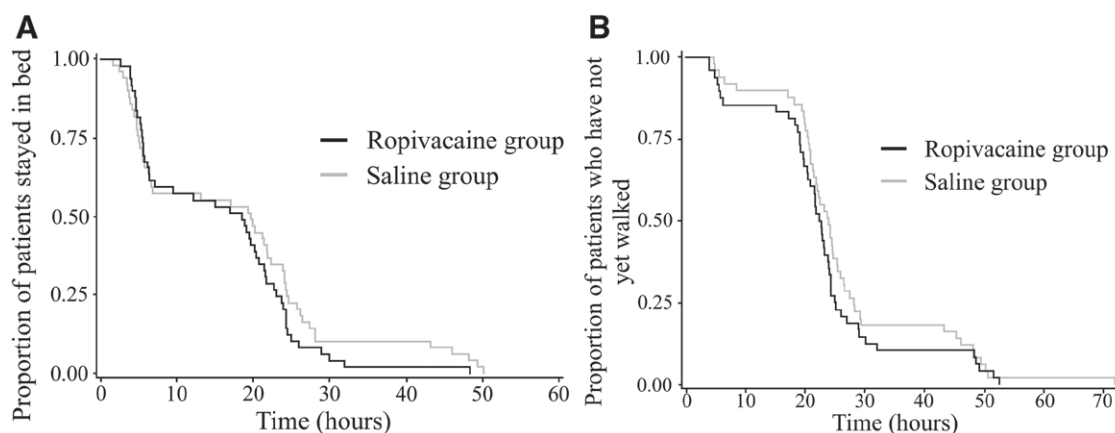 A
Proportion of patients stayed in bed
1.00
0.75
0.50
0.25
0.00
Ropivacaine group
Saline group
0 10 20 30 40 50 60
Time (hours)
B
Proportion of patients who have not
yet walked
1.00
0.75
0.50
0.25
0.00
Ropivacaine group
Saline group
0 10 20 30 40 50 60 70
Time (hours)